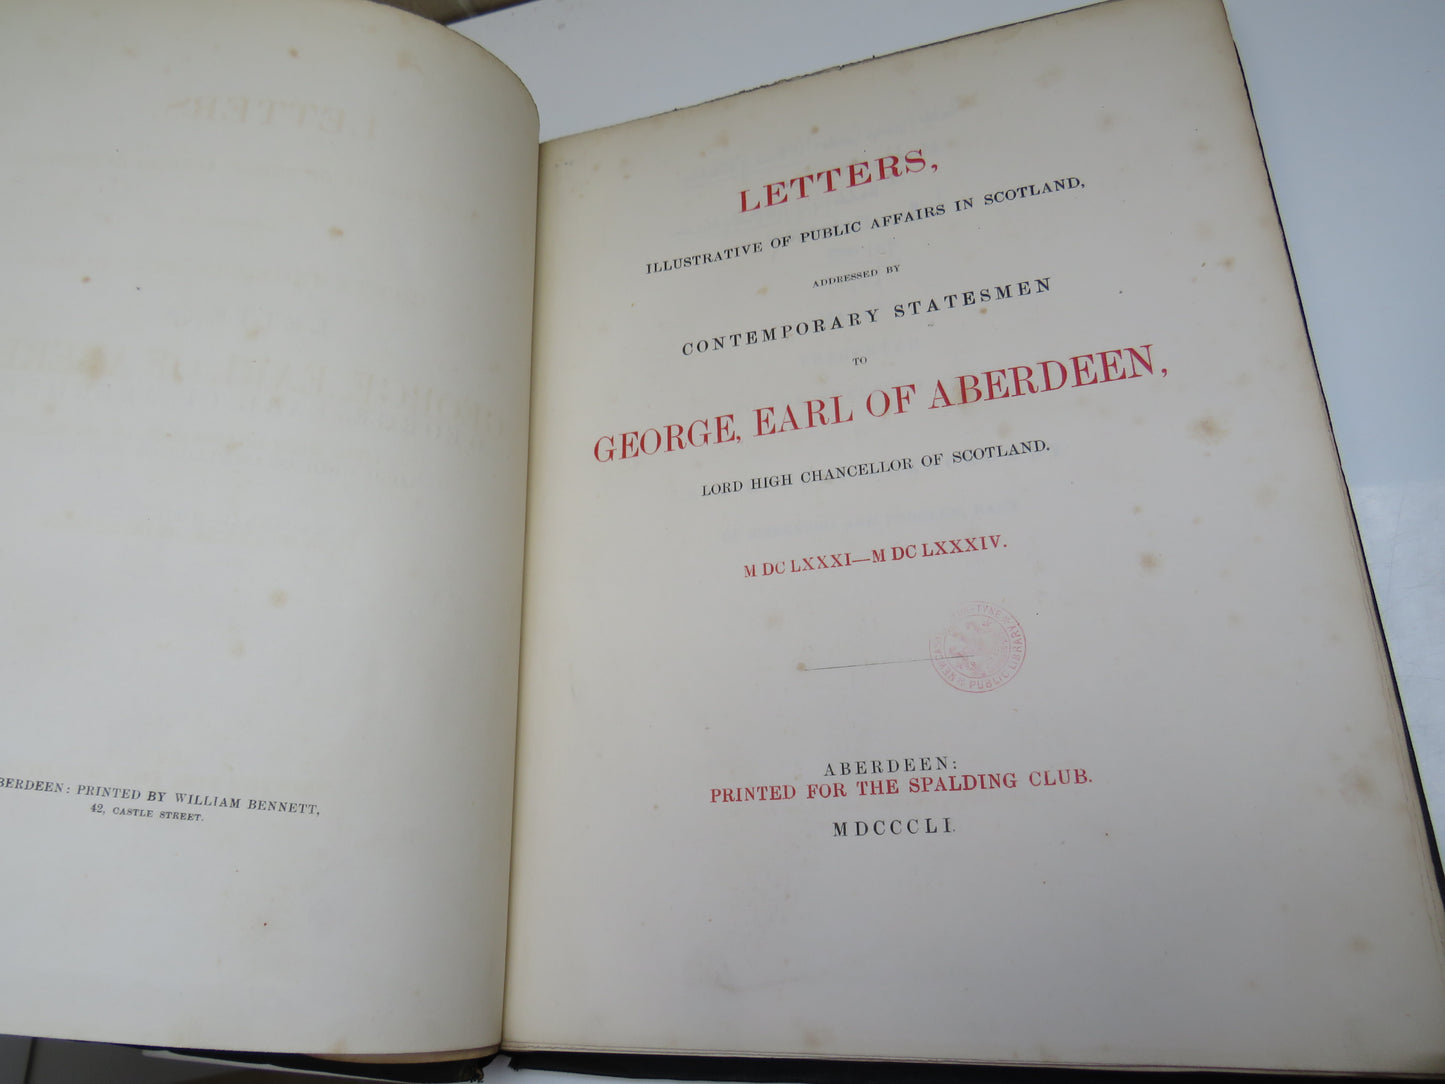 PRINTED BY WILLIAM BENNETT,
42, CASTLE STREET.
LETTERS,
ILLUSTRATIVE OF PUBLIC AFFAIRS IN SCOTLAND,
ADDRESSED BY
CONTEMPORARY STATESMEN
TO
GEORGE, EARL OF ABERDEEN,
LORD HIGH CHANCELLOR OF SCOTLAND.
M DC LXXXI—M DC LXXXIV.
PUBLIC LIBRARY
ABERDEEN:
PRINTED FOR THE SPALDING CLUB.
MDCCCLI.